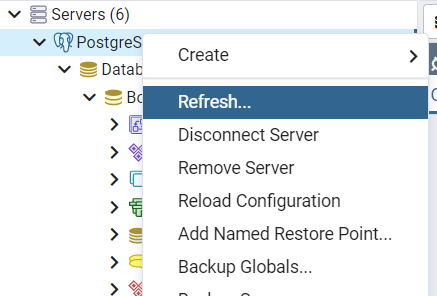 Servers (6)
PostgreS
Create
Datab
Refresh...
Bo
Disconnect Server
Remove Server
Reload Configuration
Add Named Restore Point...
Backup Globals...